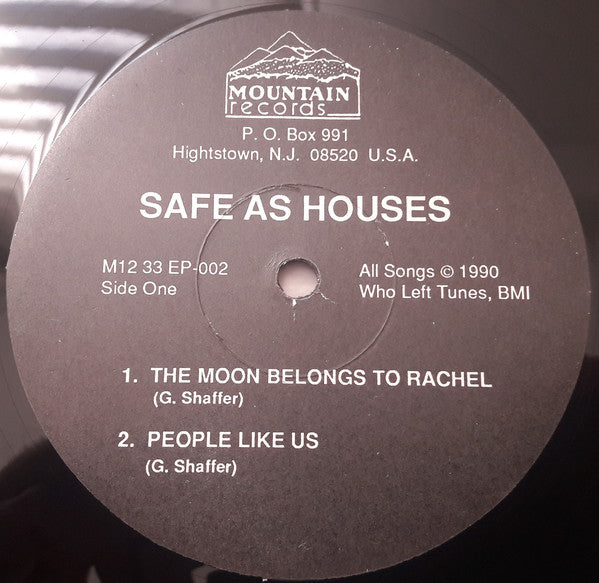 MOUNTAIN
records
P. O. Box 991
Hightstown, N.J. 08520 U.S.A.
SAFE AS HOUSES
M12 33 EP-002
Side One
All Songs © 1990
Who Left Tunes, BMI
1. THE MOON BELONGS TO RACHEL
(G. Shaffer)
2. PEOPLE LIKE US
(G. Shaffer)